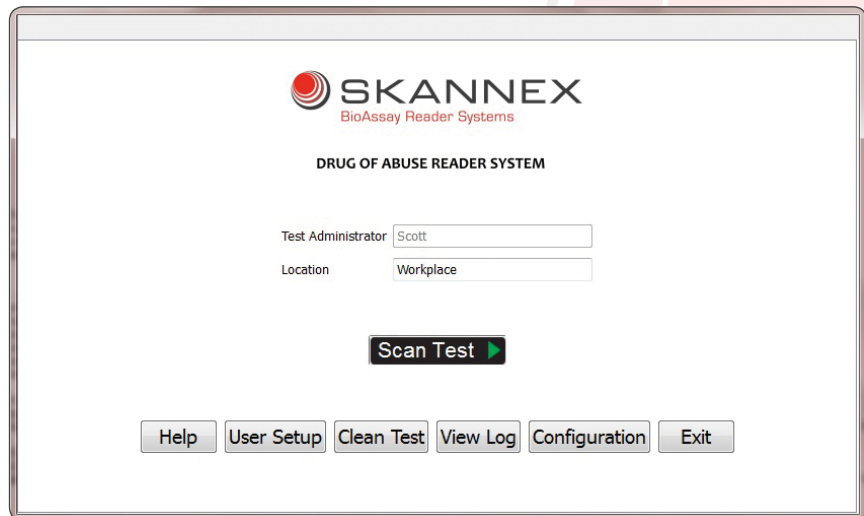 SKANNEX
BioAssay Reader Systems
DRUG OF ABUSE READER SYSTEM
Test Administrator Scott
Location Workplace
Scan Test
Help User Setup Clean Test View Log Configuration Exit